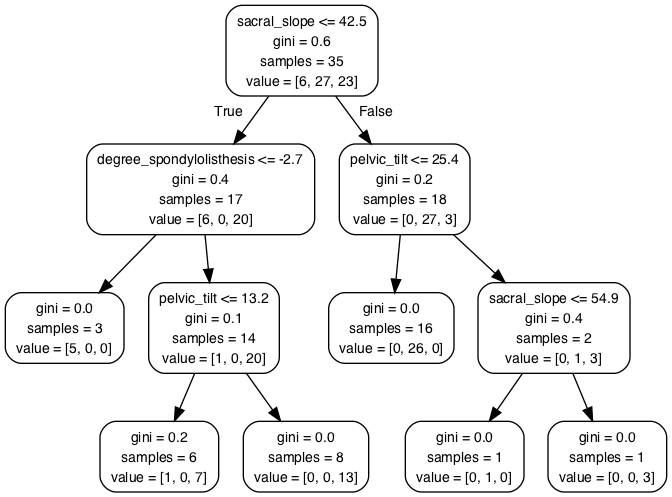 sacral_slope <= 42.5
gini = 0.6
samples = 35
value = [6, 27, 23]
True
False
degree_spondylolisthesis <= -2.7
gini = 0.4
samples = 17
value = [6, 0, 20]
pelvic_tilt <= 25.4
gini = 0.2
samples = 18
value = [0, 27, 3]
gini = 0.0
samples = 3
value = [5, 0, 0]
pelvic_tilt <= 13.2
gini = 0.1
samples = 14
value = [1, 0, 20]
gini = 0.0
samples = 16
value = [0, 26, 0]
sacral_slope <= 54.9
gini = 0.4
samples = 2
value = [0, 1, 3]
gini = 0.2
samples = 6
value = [1, 0, 7]
gini = 0.0
samples = 8
value = [0, 0, 13]
gini = 0.0
samples = 1
value = [0, 1, 0]
gini = 0.0
samples = 1
value = [0, 0, 3]